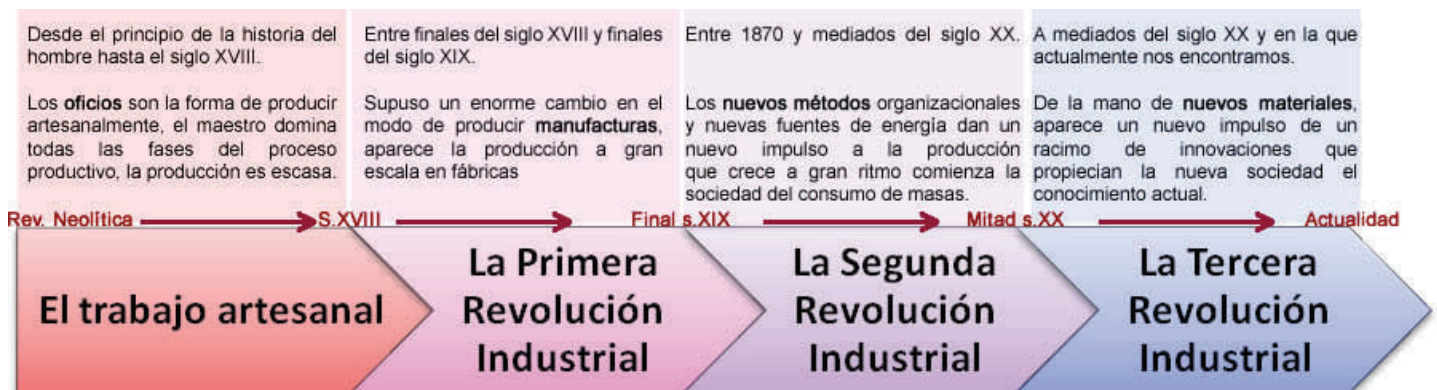 Desde el principio de la historia del
hombre hasta el siglo XVIII.
Los oficios son la forma de producir
artesanalmente, el maestro domina
todas las fases del proceso
productivo, la producción es escasa.
Entre finales del siglo XVIII y finales
del siglo XIX.
Supuso un enorme cambio en el
modo de producir manufacturas,
aparece la producción a gran
escala en fábricas
Entre 1870 y mediados del siglo XX.
Los nuevos métodos organizacionales
y nuevas fuentes de energía dan un
nuevo impulso a la producción
que crece a gran ritmo comienza la
sociedad del consumo de masas.
A mediados del siglo XX y en la que
actualmente nos encontramos.
De la mano de nuevos materiales,
aparece un nuevo impulso de un
racimo de innovaciones que
propician la nueva sociedad el
conocimiento actual.
Rev. Neolítica S.XVIII Final s.XIX Mitad s.XX Actualidad
El trabajo artesanal
La Primera
Revolución
Industrial
La Segunda
Revolución
Industrial
La Tercera
Revolución
Industrial